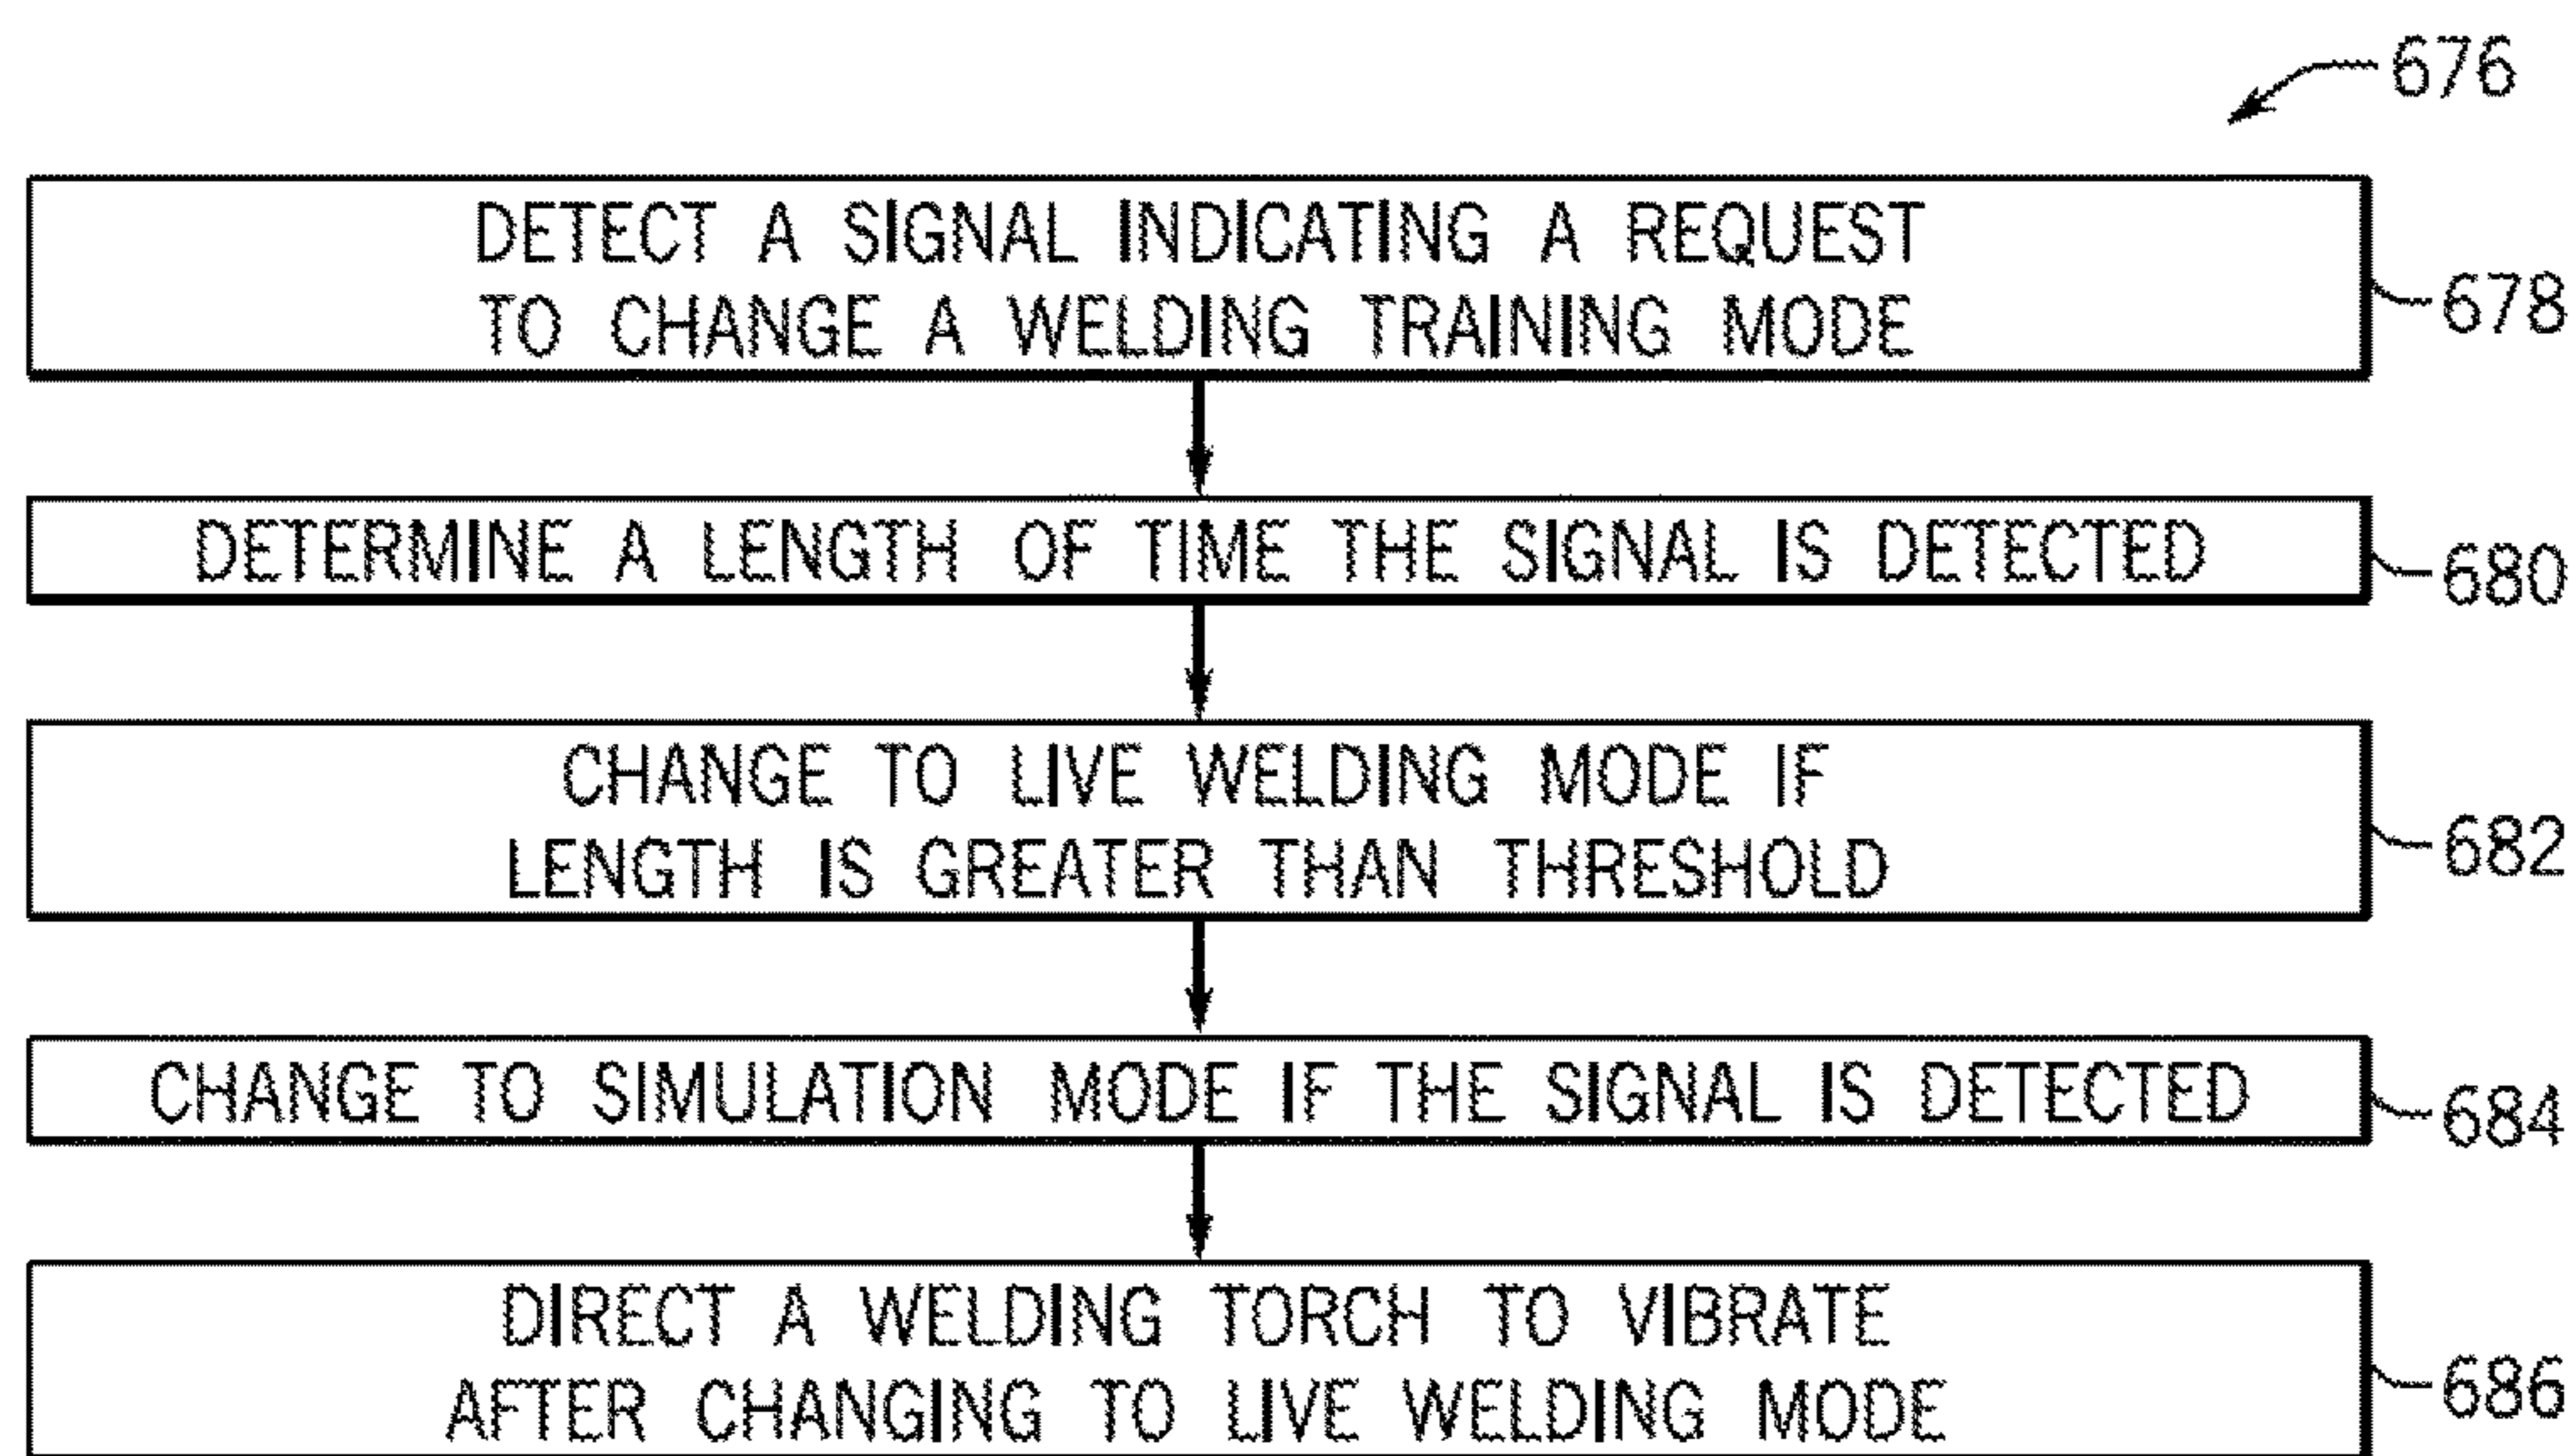 676
DETECT A SIGNAL INDICATING A REQUEST
TO CHANGE A WELDING TRAINING MODE
678
DETERMINE A LENGTH OF TIME THE SIGNAL IS DETECTED
680
CHANGE TO LIVE WELDING MODE IF
LENGTH IS GREATER THAN THRESHOLD
682
CHANGE TO SIMULATION MODE IF THE SIGNAL IS DETECTED
684
DIRECT A WELDING TORCH TO VIBRATE
AFTER CHANGING TO LIVE WELDING MODE
686